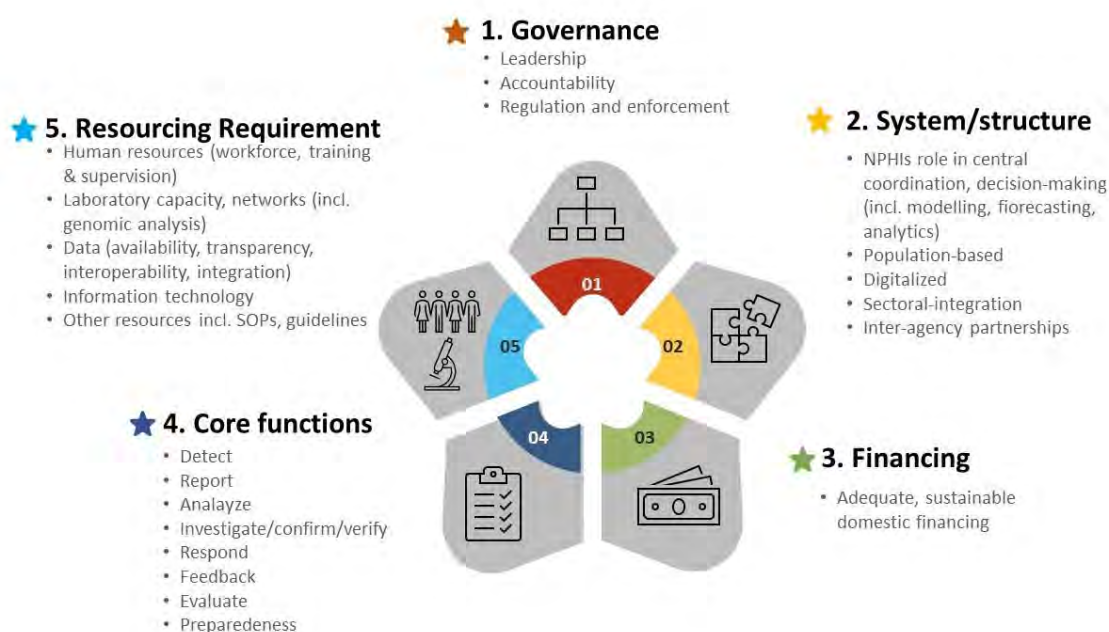 1. Governance
• Leadership
• Accountability
• Regulation and enforcement
2. System/structure
• NPHIs role in central
coordination, decision-making
(incl. modelling, fiorecasting,
analytics)
• Population-based
• Digitalized
• Sectoral-integration
• Inter-agency partnerships
3. Financing
• Adequate, sustainable
domestic financing
4. Core functions
• Detect
• Report
• Analayze
• Investigate/confirm/verify
• Respond
• Feedback
• Evaluate
• Preparedeness
5. Resourcing Requirement
• Human resources (workforce, training
& supervision)
• Laboratory capacity, networks (incl.
genomic analysis)
• Data (availability, transparency,
interoperability, integration)
• Information technology
• Other resources incl. SOPs, guidelines
01
02
03
04
05